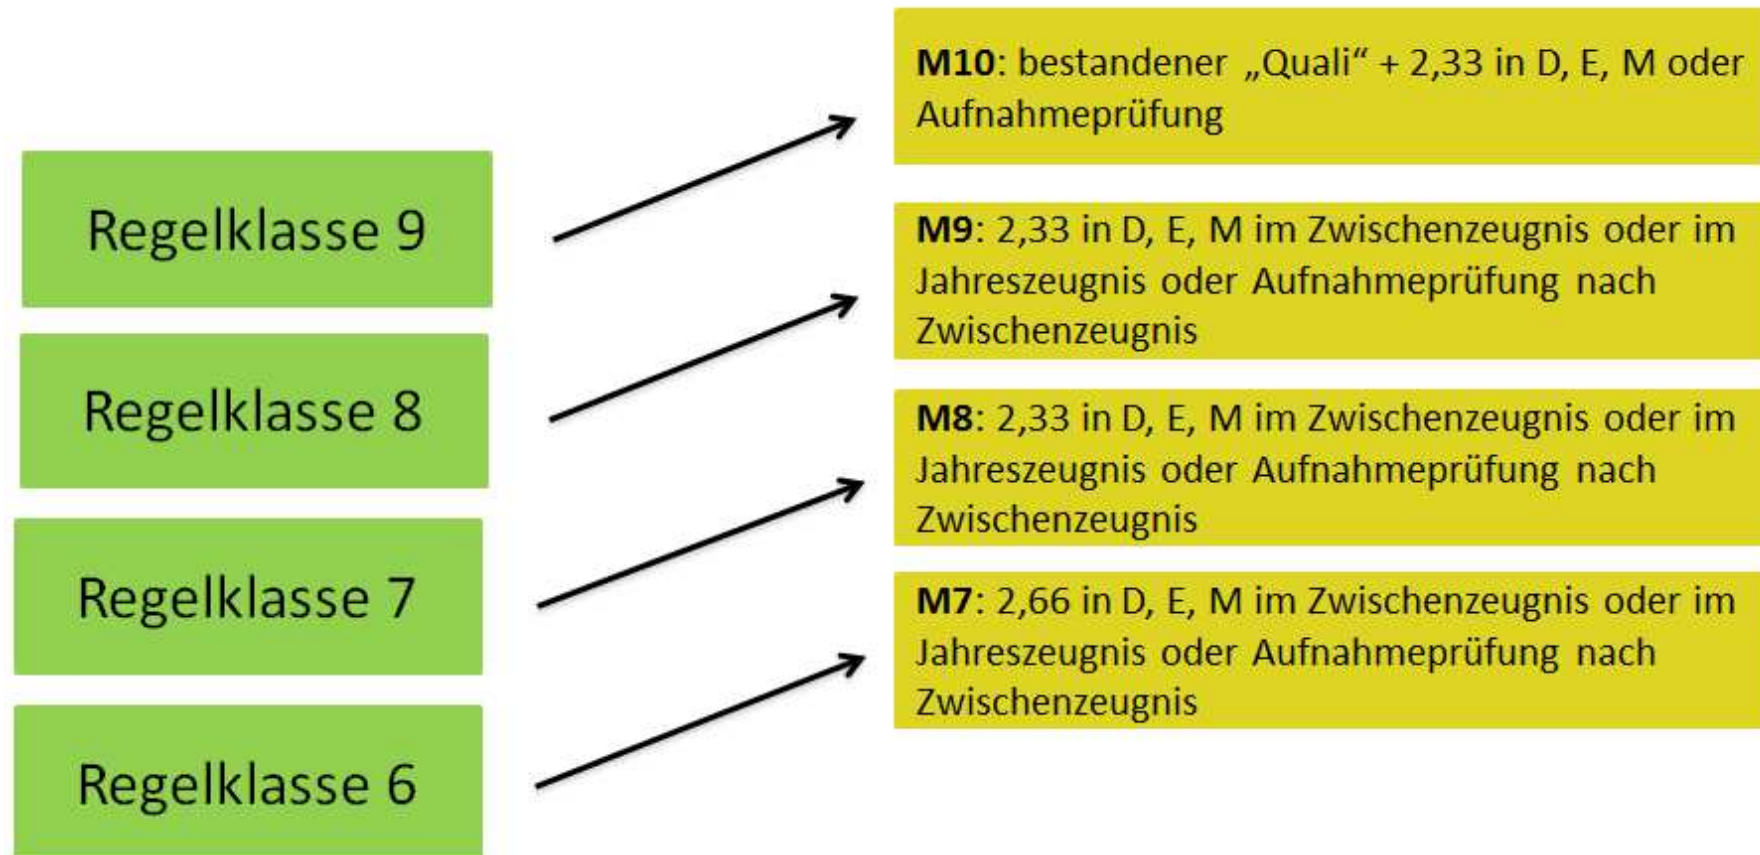 M10: bestandener „Quali“ + 2,33 in D, E, M oder
Aufnahmeprüfung
Regelklasse 9
M9: 2,33 in D, E, M im Zwischenzeugnis oder im
Jahreszeugnis oder Aufnahmeprüfung nach
Zwischenzeugnis
Regelklasse 8
M8: 2,33 in D, E, M im Zwischenzeugnis oder im
Jahreszeugnis oder Aufnahmeprüfung nach
Zwischenzeugnis
Regelklasse 7
M7: 2,66 in D, E, M im Zwischenzeugnis oder im
Jahreszeugnis oder Aufnahmeprüfung nach
Zwischenzeugnis
Regelklasse 6